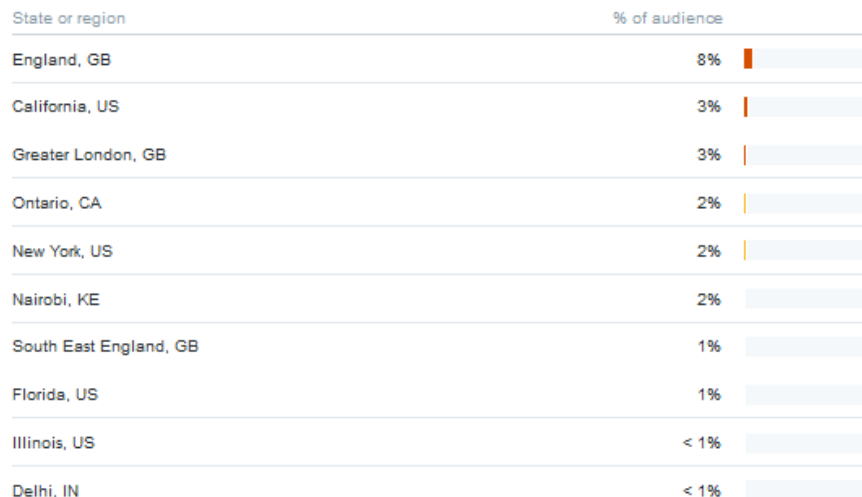 State or region % of audience
England, GB 8%
California, US 3%
Greater London, GB 3%
Ontario, CA 2%
New York, US 2%
Nairobi, KE 2%
South East England, GB 1%
Florida, US 1%
Illinois, US < 1%
Delhi, IN < 1%